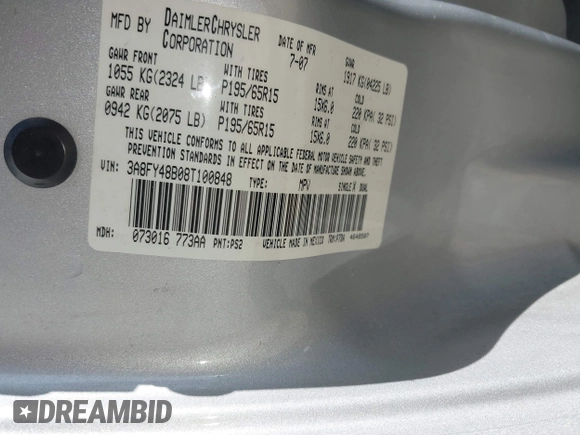 MFD BY DAIMLERCHRYSLER CORPORATION
DATE OF MFR 7-07
GVWR 1917 KG(04225 LB)
GAWR FRONT 1055 KG(2324 LB)
WITH TIRES P195/65R15
RIMS AT 15X6.0
COLD 220 KPA( 32 PSI)
GAWR REAR 0942 KG(2075 LB)
WITH TIRES P195/65R15
RIMS AT 15X6.0
COLD 220 KPA( 32 PSI)
THIS VEHICLE CONFORMS TO ALL APPLICABLE FEDERAL MOTOR VEHICLE SAFETY AND THEFT
PREVENTION STANDARDS IN EFFECT ON THE DATE OF MANUFACTURE SHOWN ABOVE.
VIN: 3A8FY48B08T100848 TYPE: MPV SINGLE X DUAL
MDH: 073016 773AA PNT:PS2 VEHICLE MADE IN MEXICO
DREAMBID